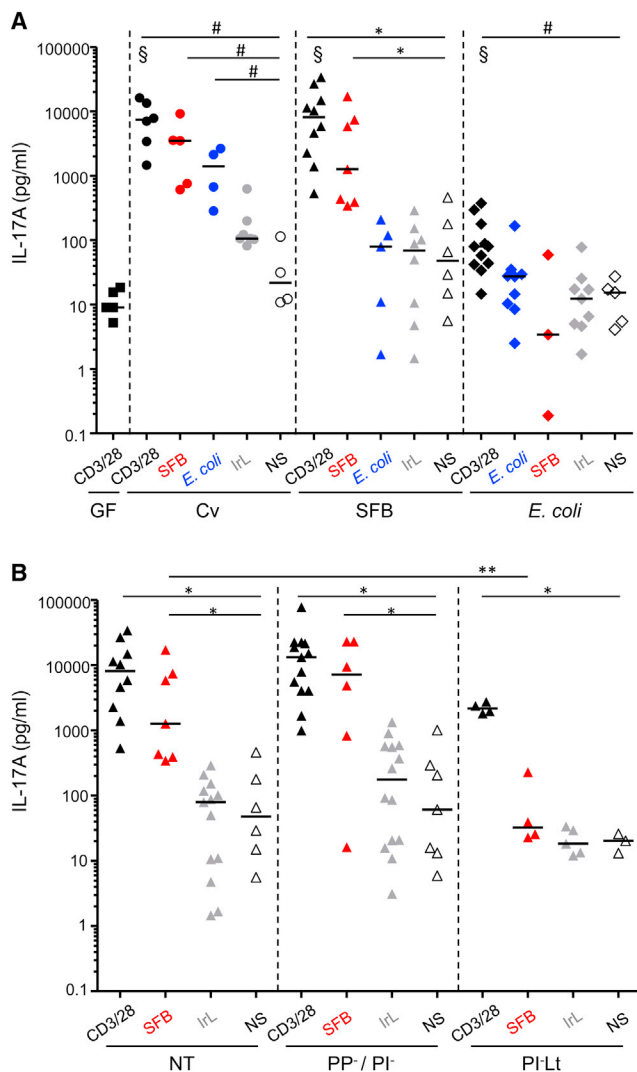 A
# * #
§ # § * §
#
100000
10000
1000
100
10
1
0.1
IL-17A (pg/ml)
CD3/28 CD3/28 SFB E. coli IrL NS CD3/28 SFB E. coli IrL NS CD3/28 E. coli SFB IrL NS
GF Cv SFB E. coli
B
**
* * *
* *
100000
10000
1000
100
10
1
0.1
IL-17A (pg/ml)
CD3/28 SFB IrL NS CD3/28 SFB IrL NS CD3/28 SFB IrL NS
NT PP⁻ / PI⁻ PI⁻Lt